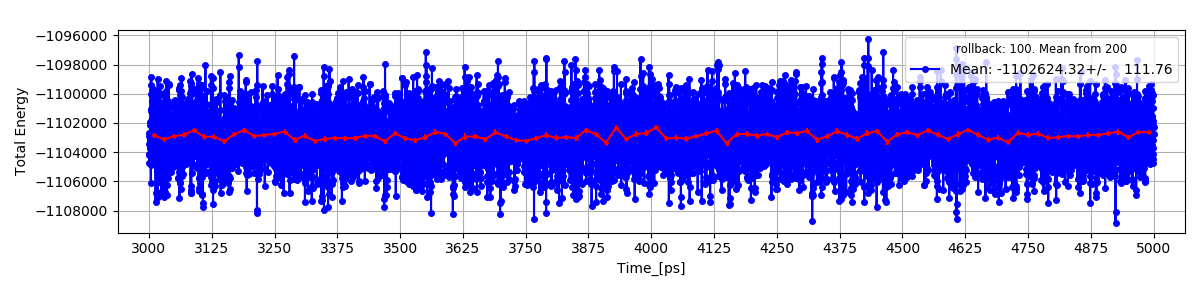 −1096000
−1098000
−1100000
−1102000
−1104000
−1106000
−1108000
Total Energy
rollback: 100. Mean from 200
Mean: -1102624.32+/- 111.76
3000 3125 3250 3375 3500 3625 3750 3875 4000 4125 4250 4375 4500 4625 4750 4875 5000
Time_[ps]